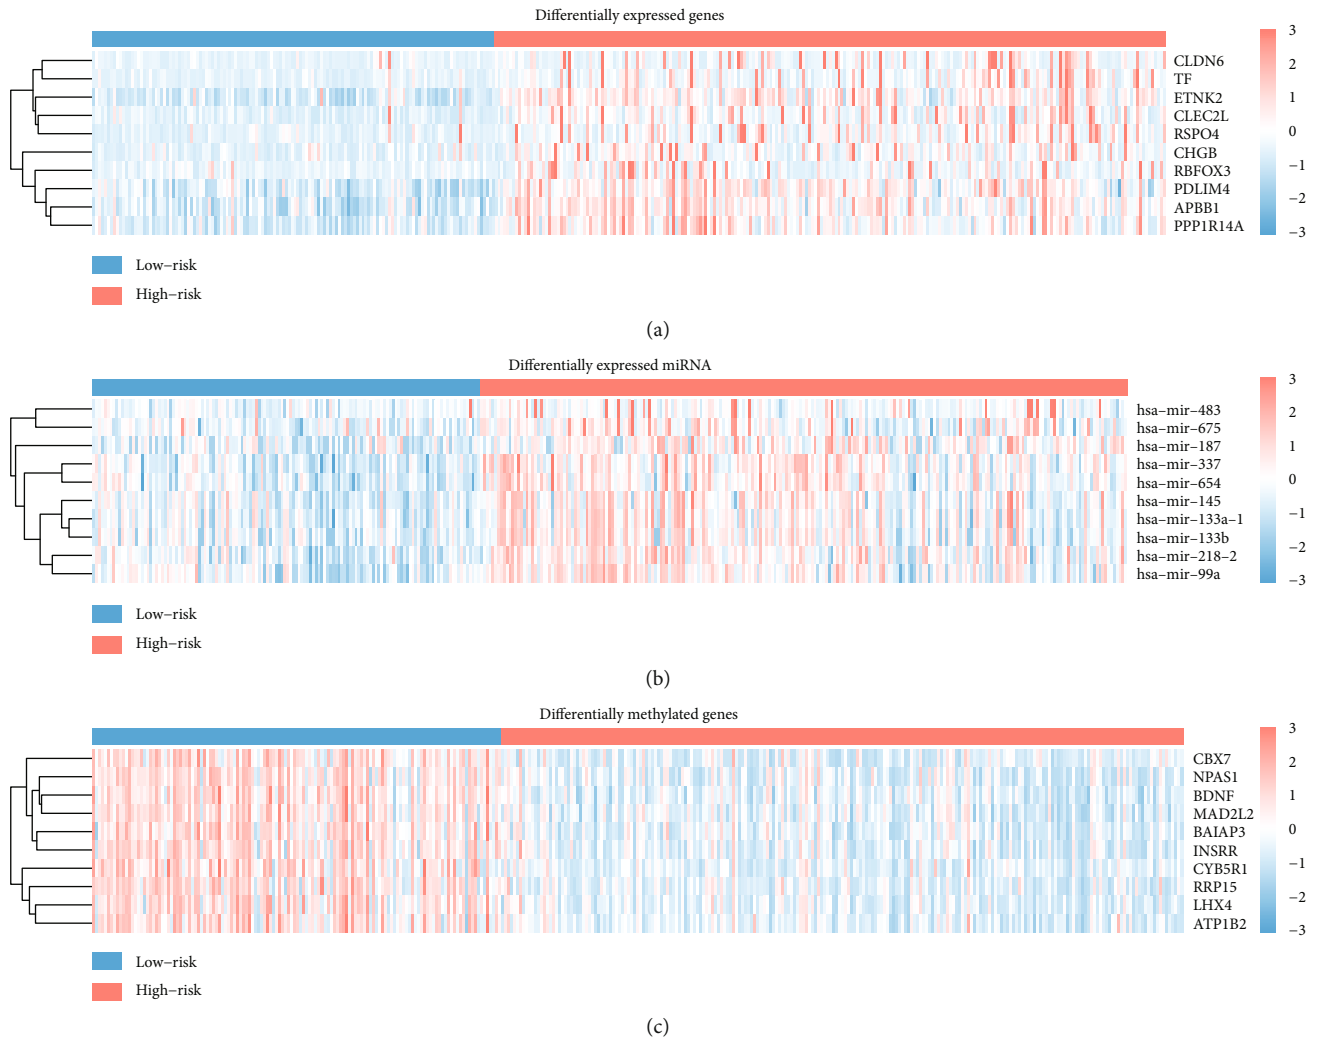 Differentially expressed genes
CLDN6
TF
ETNK2
CLEC2L
RSPO4
CHGB
RBFOX3
PDLIM4
APBB1
PPP1R14A
3
2
1
0
−1
−2
−3
Low−risk
High−risk
(a)
Differentially expressed miRNA
hsa−mir−483
hsa−mir−675
hsa−mir−187
hsa−mir−337
hsa−mir−654
hsa−mir−145
hsa−mir−133a−1
hsa−mir−133b
hsa−mir−218−2
hsa−mir−99a
3
2
1
0
−1
−2
−3
Low−risk
High−risk
(b)
Differentially methylated genes
CBX7
NPAS1
BDNF
MAD2L2
BAIAP3
INSRR
CYB5R1
RRP15
LHX4
ATP1B2
3
2
1
0
−1
−2
−3
Low−risk
High−risk
(c)